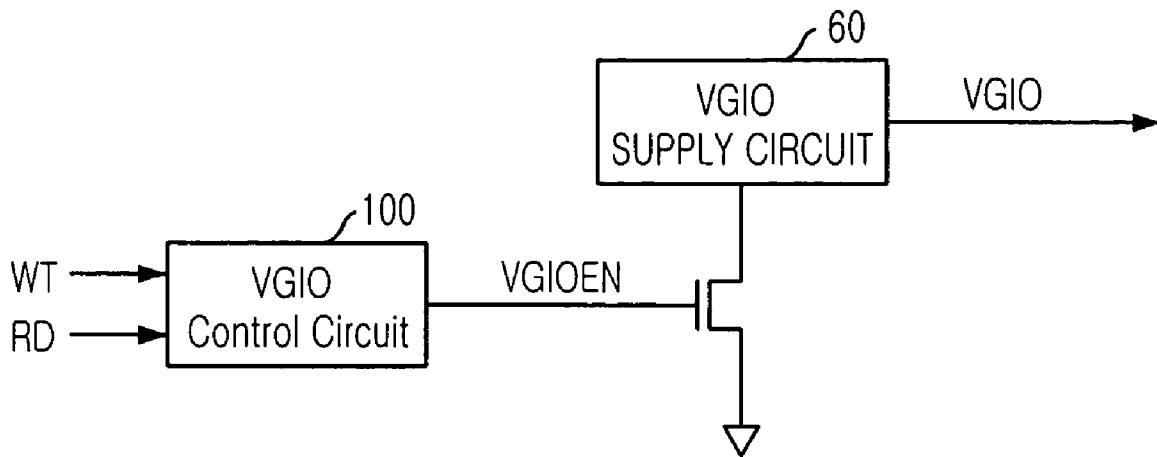 60
VGIO
SUPPLY CIRCUIT
VGIO
100
WT
RD
VGIO
Control Circuit
VGIOEN